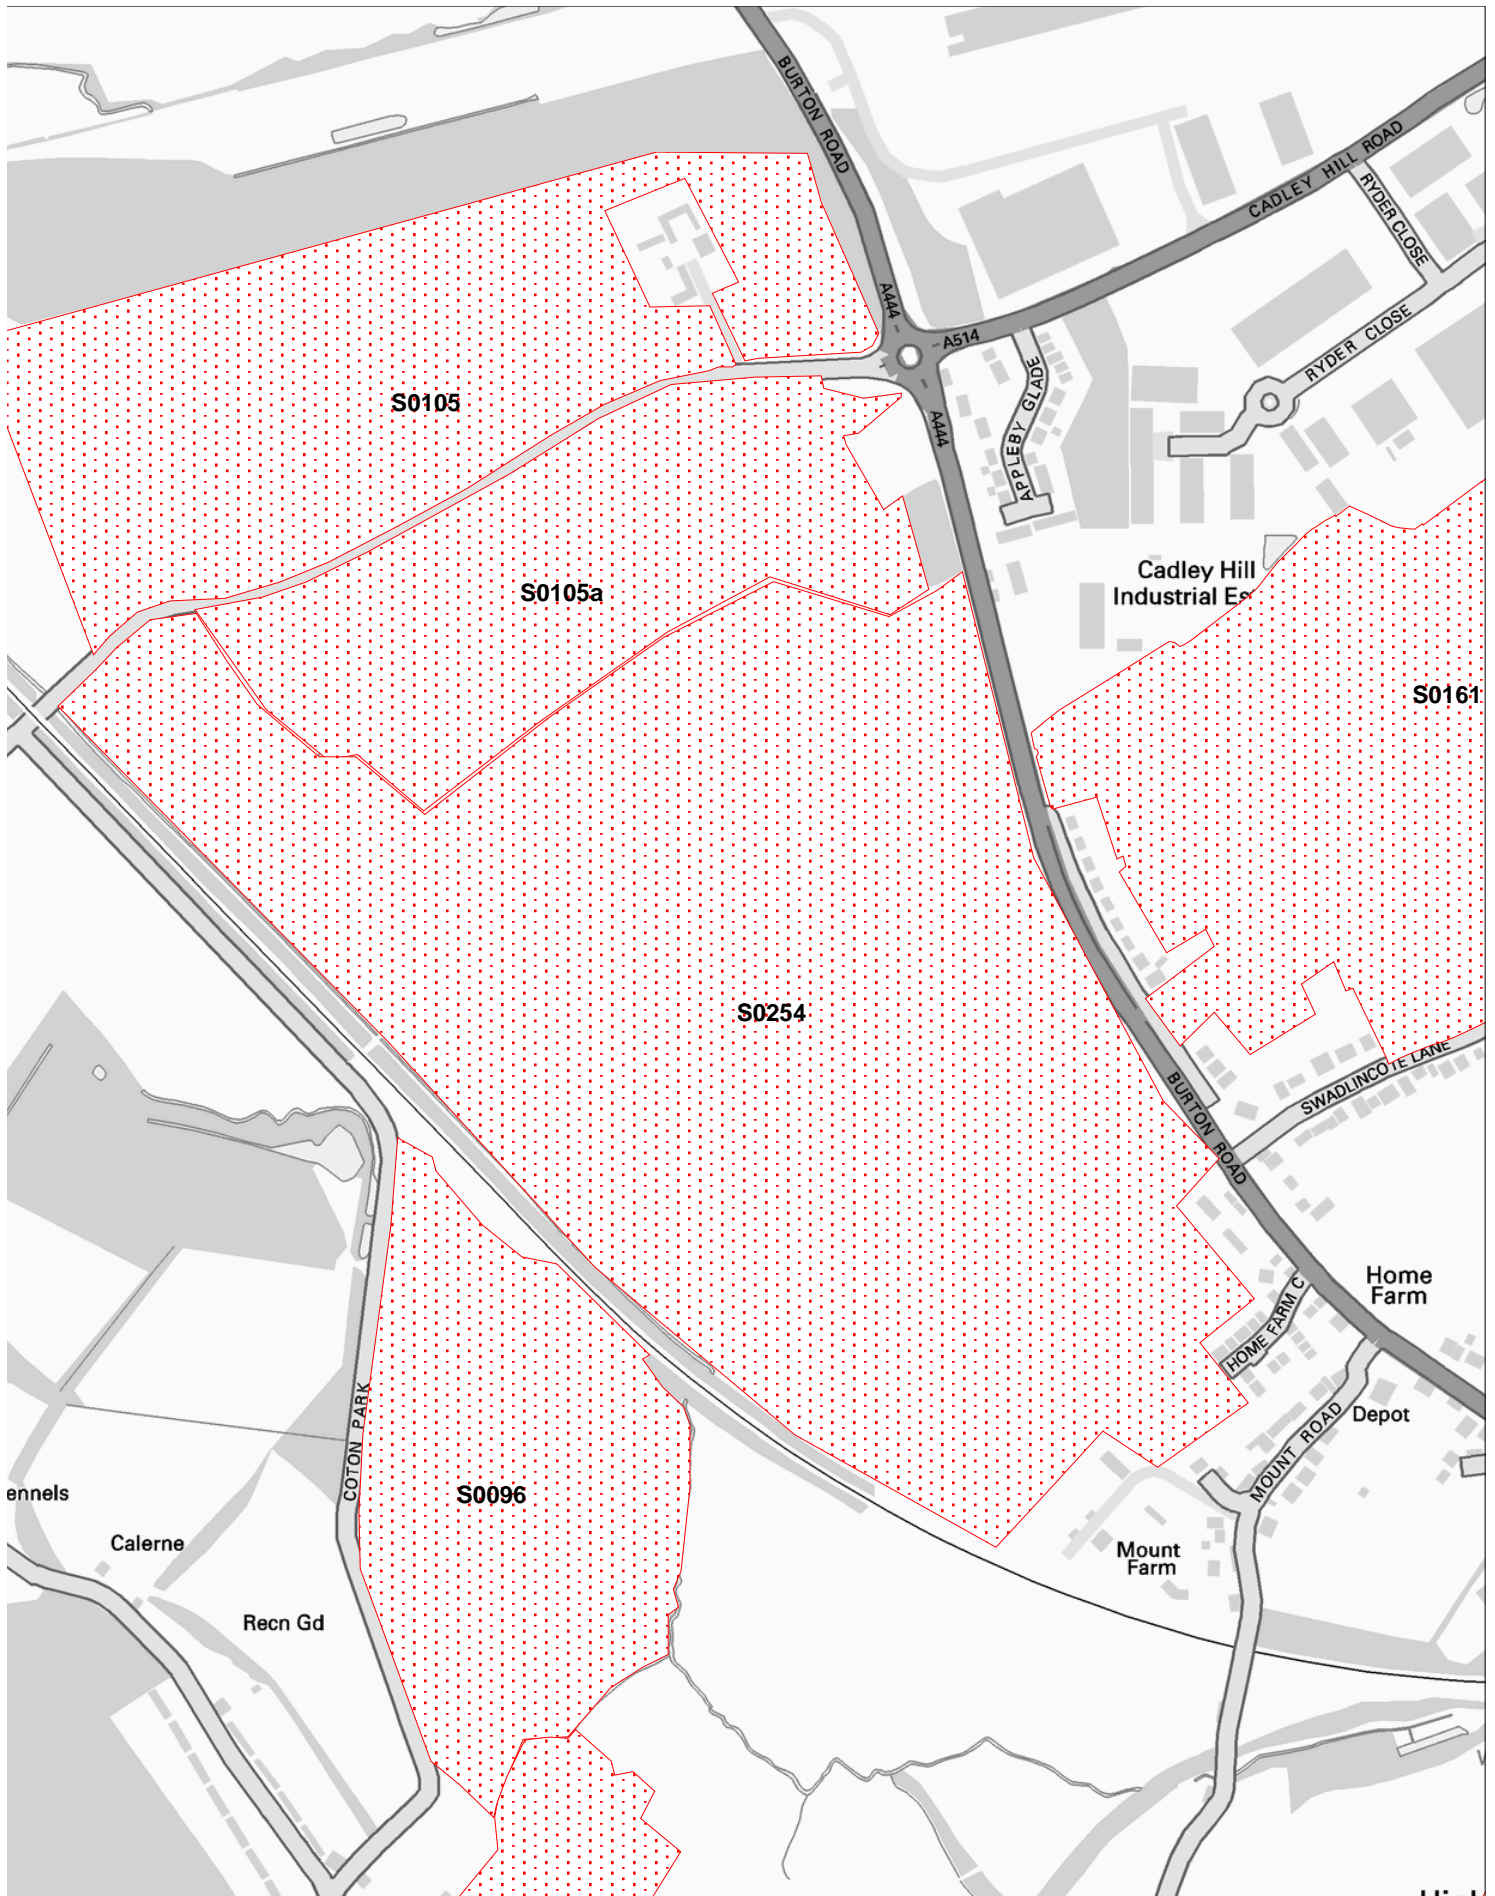 BURTON ROAD
CADLEY HILL ROAD
RYDER CLOSE
A444
A514
RYDER CLOSE
APPLEBY GLADE
S0105
A444
Cadley Hill
Industrial Es
S0105a
S0161
S0254
SWADLINCOTE LANE
BURTON ROAD
Home
Farm
HOME FARM C
COTON PARK
Depot
MOUNT ROAD
ennels
S0096
Calerne
Mount
Farm
Recn Gd